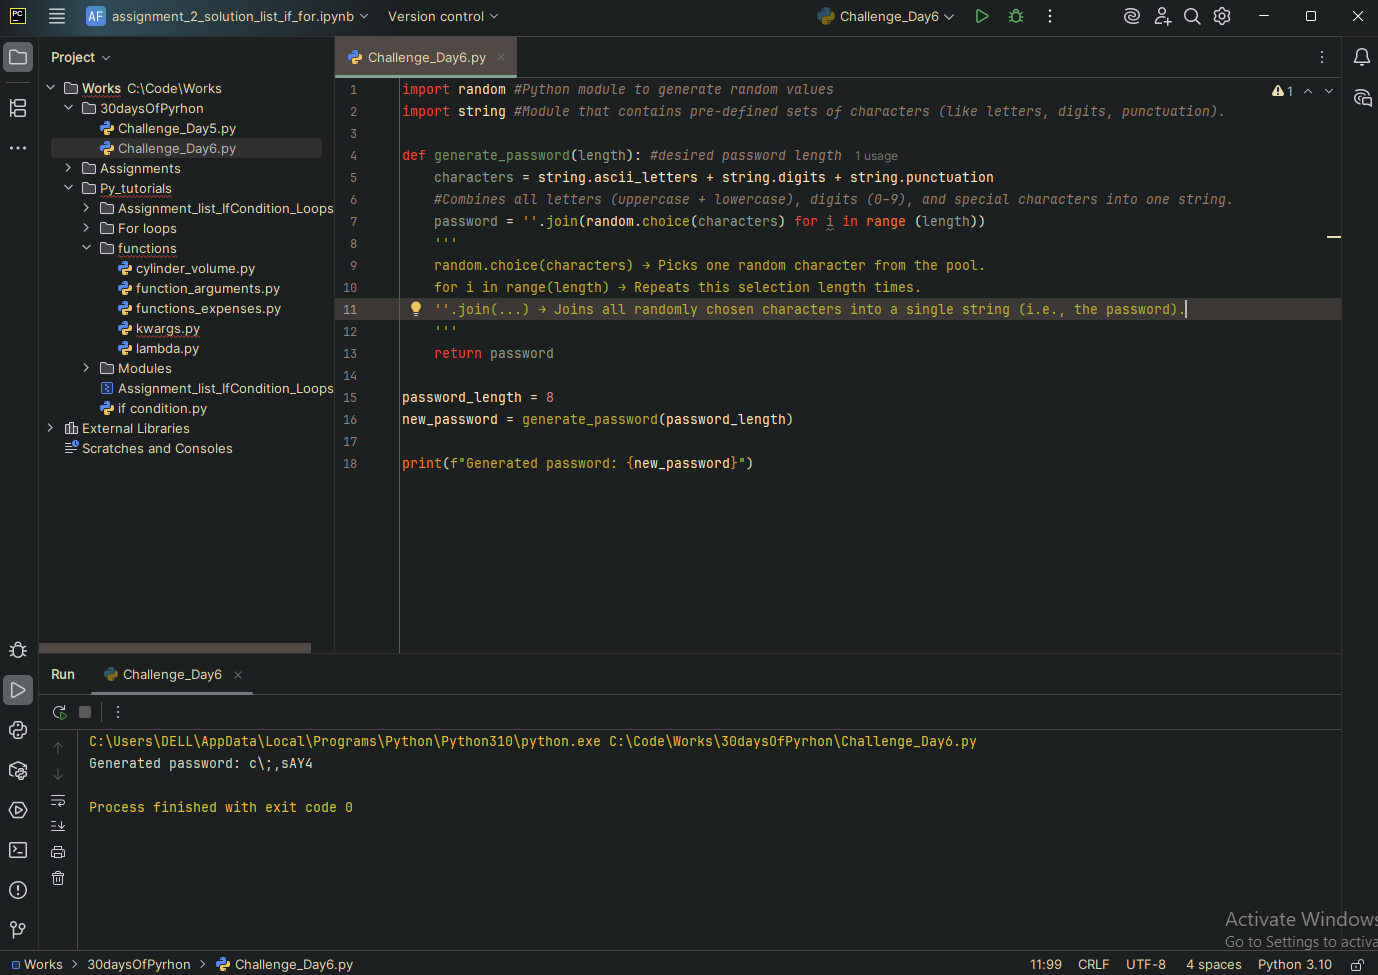 PC
AF assignment_2_solution_list_if_for.ipynb Version control Challenge_Day6
Project
Works C:\Code\Works
30daysOfPyrhon
Challenge_Day5.py
Challenge_Day6.py
Assignments
Py_tutorials
Assignment_list_IfCondition_Loops
For loops
functions
cylinder_volume.py
function_arguments.py
functions_expenses.py
kwargs.py
lambda.py
Modules
Assignment_list_IfCondition_Loops
if condition.py
External Libraries
Scratches and Consoles
Challenge_Day6.py
1 import random #Python module to generate random values
1
2 import string #Module that contains pre-defined sets of characters (like letters, digits, punctuation).
3
4 def generate_password(length): #desired password length 1 usage
5 characters = string.ascii_letters + string.digits + string.punctuation
6 #Combines all letters (uppercase + lowercase), digits (0-9), and special characters into one string.
7 password = ''.join(random.choice(characters) for i in range (length))
8 '''
9 random.choice(characters) → Picks one random character from the pool.
10 for i in range(length) → Repeats this selection length times.
11 ''.join(...) → Joins all randomly chosen characters into a single string (i.e., the password).
12 '''
13 return password
14
15 password_length = 8
16 new_password = generate_password(password_length)
17
18 print(f"Generated password: {new_password}")
Run Challenge_Day6
C:\Users\DELL\AppData\Local\Programs\Python\Python310\python.exe C:\Code\Works\30daysOfPyrhon\Challenge_Day6.py
Generated password: c\;,sAY4
Process finished with exit code 0
Activate Windows
Go to Settings to activa
Works 30daysOfPyrhon Challenge_Day6.py 11:99 CRLF UTF-8 4 spaces Python 3.10